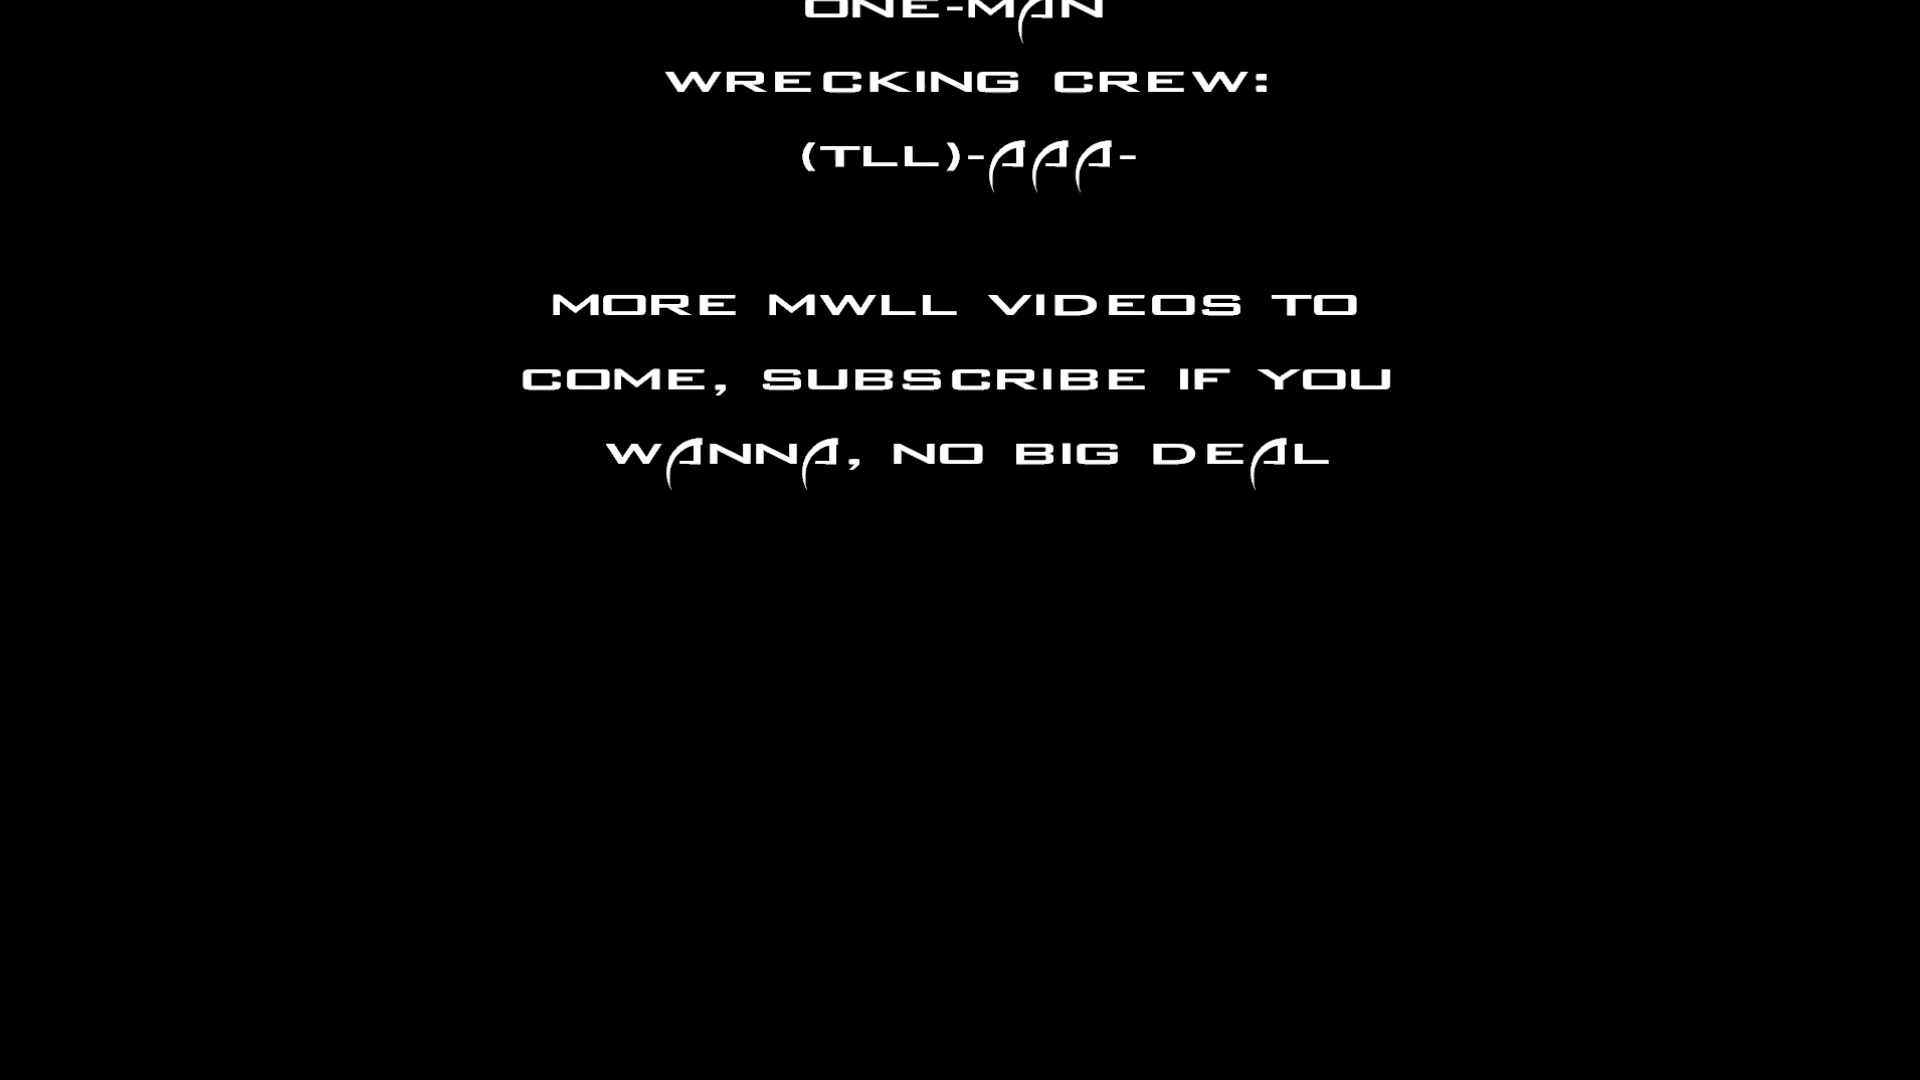 ONE-MAN
WRECKING CREW:
(TLL)-AAA-
MORE MWLL VIDEOS TO
COME, SUBSCRIBE IF YOU
WANNA, NO BIG DEAL